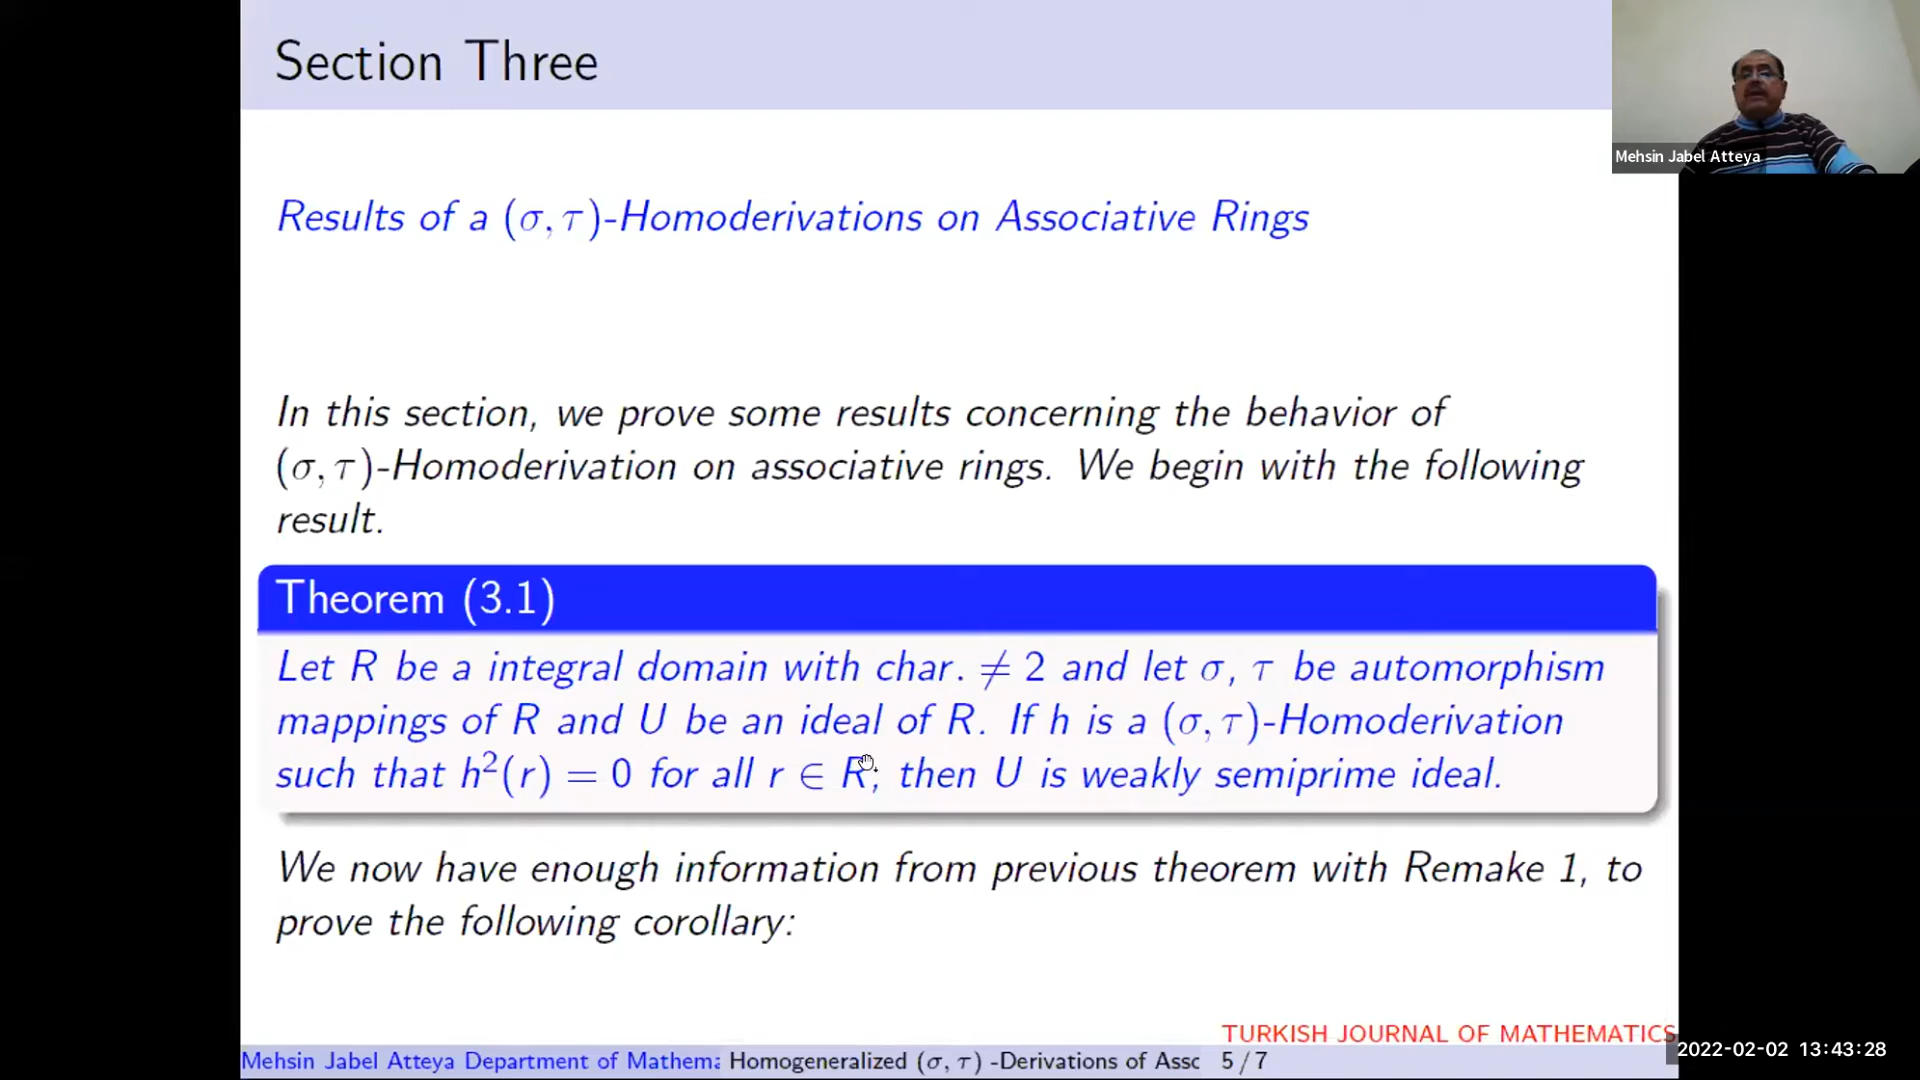 Section Three
Mehsin Jabel Atteya
Results of a (σ, τ)-Homoderivations on Associative Rings
In this section, we prove some results concerning the behavior of
(σ, τ)-Homoderivation on associative rings. We begin with the following
result.
Theorem (3.1)
Let R be a integral domain with char. ≠ 2 and let σ, τ be automorphism
mappings of R and U be an ideal of R. If h is a (σ, τ)-Homoderivation
such that h²(r) = 0 for all r ∈ R, then U is weakly semiprime ideal.
We now have enough information from previous theorem with Remake 1, to
prove the following corollary:
TURKISH JOURNAL OF MATHEMATICS
Mehsin Jabel Atteya Department of Mathema Homogeneralized (σ, τ) -Derivations of Assc 5 / 7
2022-02-02 13:43:28